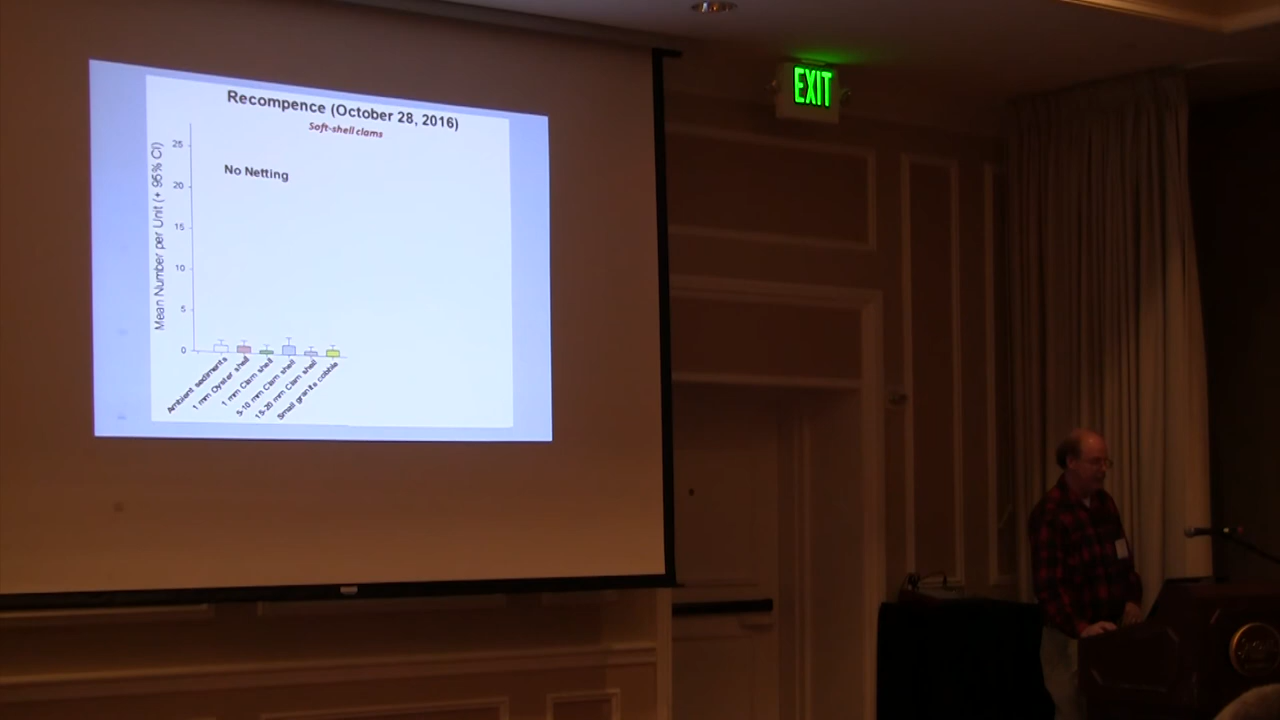 Recompence (October 28, 2016)
Soft-shell clams
No Netting
Mean Number per Unit (+ 95% CI)
25
20
15
10
5
0
Ambient sediments
1 mm Oyster shell
1 mm Clam shell
5-10 mm Clam shell
15-20 mm Clam shell
Small granite cobble
EXIT